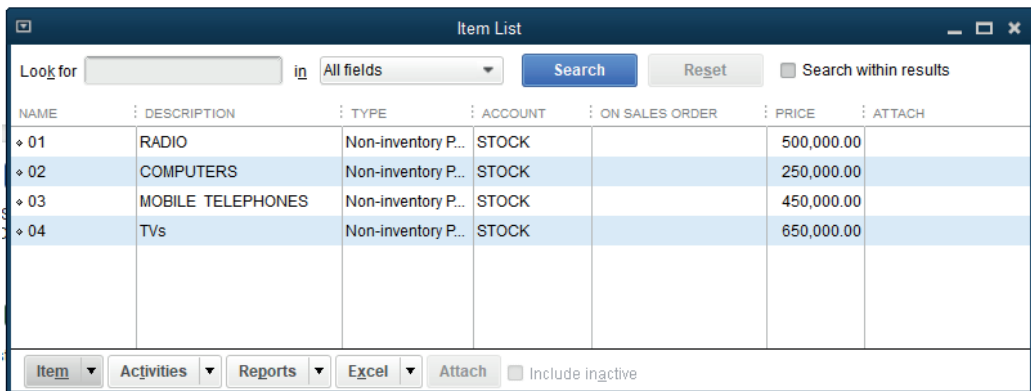 Item List
Look for in All fields Search Reset Search within results
NAME DESCRIPTION TYPE ACCOUNT ON SALES ORDER PRICE ATTACH
01 RADIO Non-inventory P... STOCK 500,000.00
02 COMPUTERS Non-inventory P... STOCK 250,000.00
03 MOBILE TELEPHONES Non-inventory P... STOCK 450,000.00
04 TVs Non-inventory P... STOCK 650,000.00
Item Activities Reports Excel Attach Include inactive